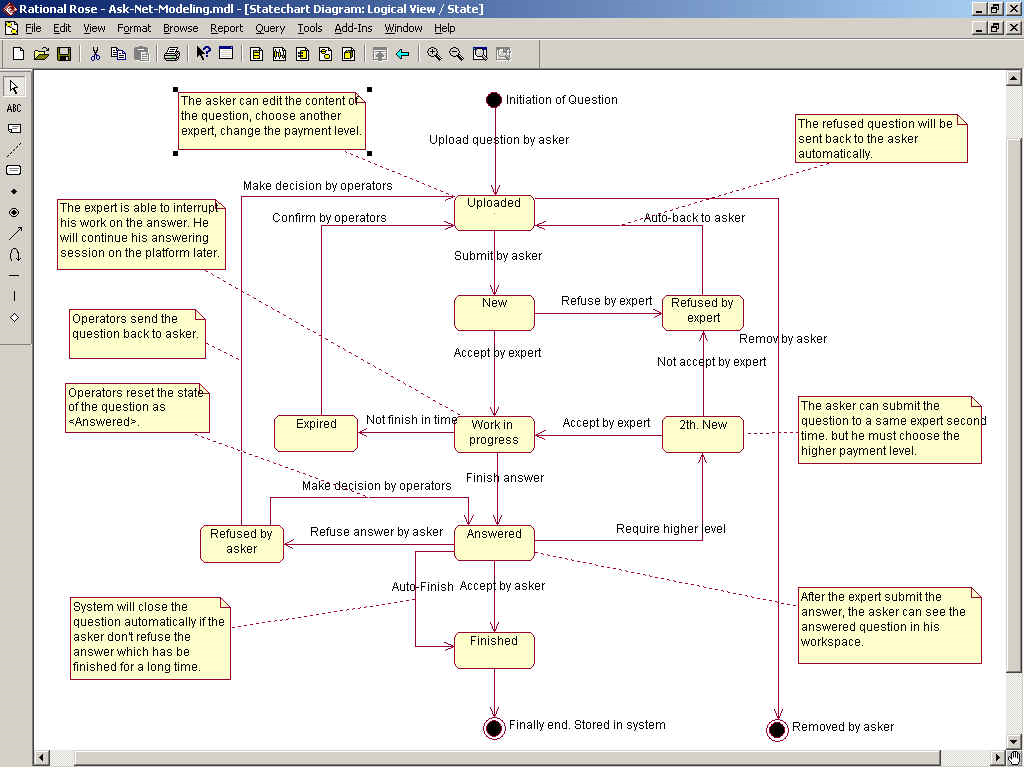 Rational Rose - Ask-Net-Modeling.mdl - [Statechart Diagram: Logical View / State]
File Edit View Format Browse Report Query Tools Add-Ins Window Help
ABC
The asker can edit the content of
the question, choose another
expert, change the payment level.
Initiation of Question
Upload question by asker
The refused question will be
sent back to the asker
automatically.
Make decision by operators
The expert is able to interrupt
his work on the answer. He
will continue his answering
session on the platform later.
Confirm by operators
Uploaded
Auto-back to asker
Submit by asker
New
Refuse by expert
Refused by
expert
Operators send the
question back to asker.
Remov by asker
Accept by expert
Not accept by expert
Operators reset the state
of the question as
<Answered>.
Expired
Not finish in time
Work in
progress
Accept by expert
2th. New
The asker can submit the
question to a same expert second
time. but he must choose the
higher payment level.
Finish answer
Make decision by operators
Refused by
asker
Refuse answer by asker
Answered
Require higher level
Auto-Finish
Accept by asker
System will close the
question automatically if the
asker don't refuse the
answer which has be
finished for a long time.
After the expert submit the
answer, the asker can see the
answered question in his
workspace.
Finished
Finally end. Stored in system
Removed by asker